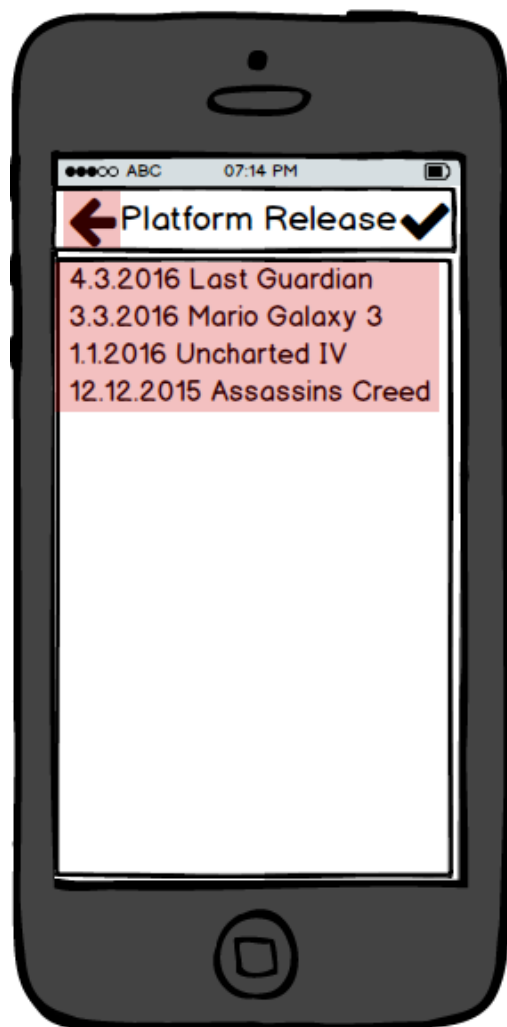 ABC 07:14 PM
Platform Release
4.3.2016 Last Guardian
3.3.2016 Mario Galaxy 3
1.1.2016 Uncharted IV
12.12.2015 Assassins Creed